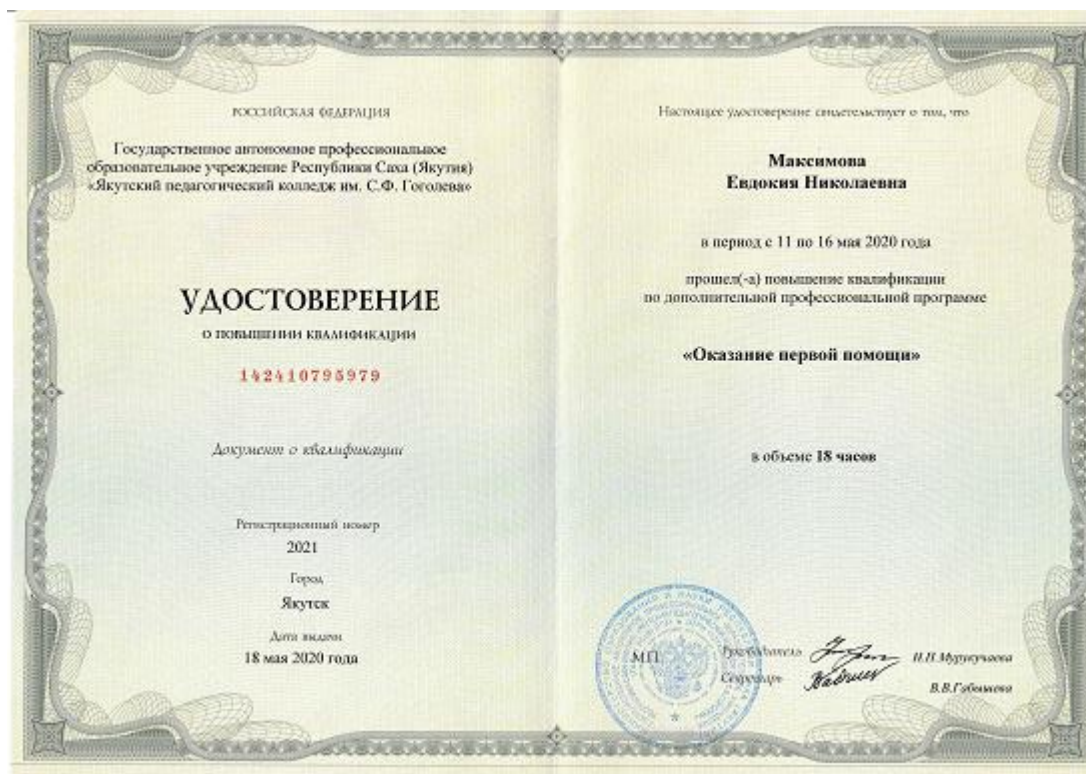 РОССИЙСКАЯ ФЕДЕРАЦИЯ
Государственное автономное профессиональное
образовательное учреждение Республики Саха (Якутия)
«Якутский педагогический колледж им. С.Ф. Гоголева»
УДОСТОВЕРЕНИЕ
О ПОВЫШЕНИИ КВАЛИФИКАЦИИ
142410795979
Документ о квалификации
Регистрационный номер
2021
Город
Якутск
Дата выдачи
18 мая 2020 года
Настоящее удостоверение свидетельствует о том, что
Максимова
Евдокия Николаевна
в период с 11 по 16 мая 2020 года
прошел(-а) повышение квалификации
по дополнительной профессиональной программе
«Оказание первой помощи»
в объеме 18 часов
М.П.
Руководитель
Секретарь
В.В.Габышева